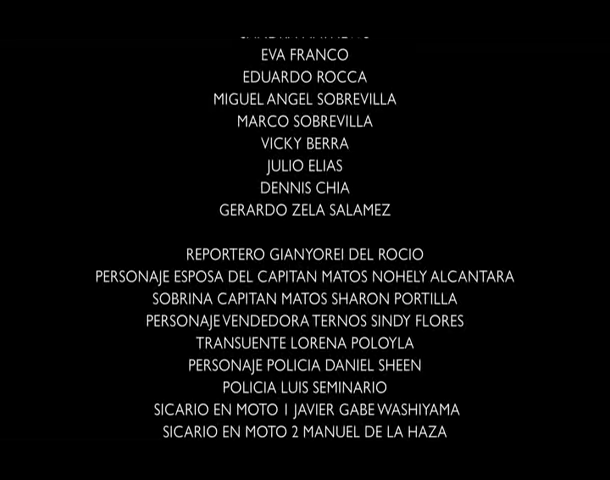 EVA FRANCO
EDUARDO ROCCA
MIGUEL ANGEL SOBREVILLA
MARCO SOBREVILLA
VICKY BERRA
JULIO ELIAS
DENNIS CHIA
GERARDO ZELA SALAMEZ
REPORTERO GIANYOREI DEL ROCIO
PERSONAJE ESPOSA DEL CAPITAN MATOS NOHELY ALCANTARA
SOBRINA CAPITAN MATOS SHARON PORTILLA
PERSONAJE VENDEDORA TERNOS SINDY FLORES
TRANSUENTE LORENA POLOYLA
PERSONAJE POLICIA DANIEL SHEEN
POLICIA LUIS SEMINARIO
SICARIO EN MOTO 1 JAVIER GABE WASHIYAMA
SICARIO EN MOTO 2 MANUEL DE LA HAZA